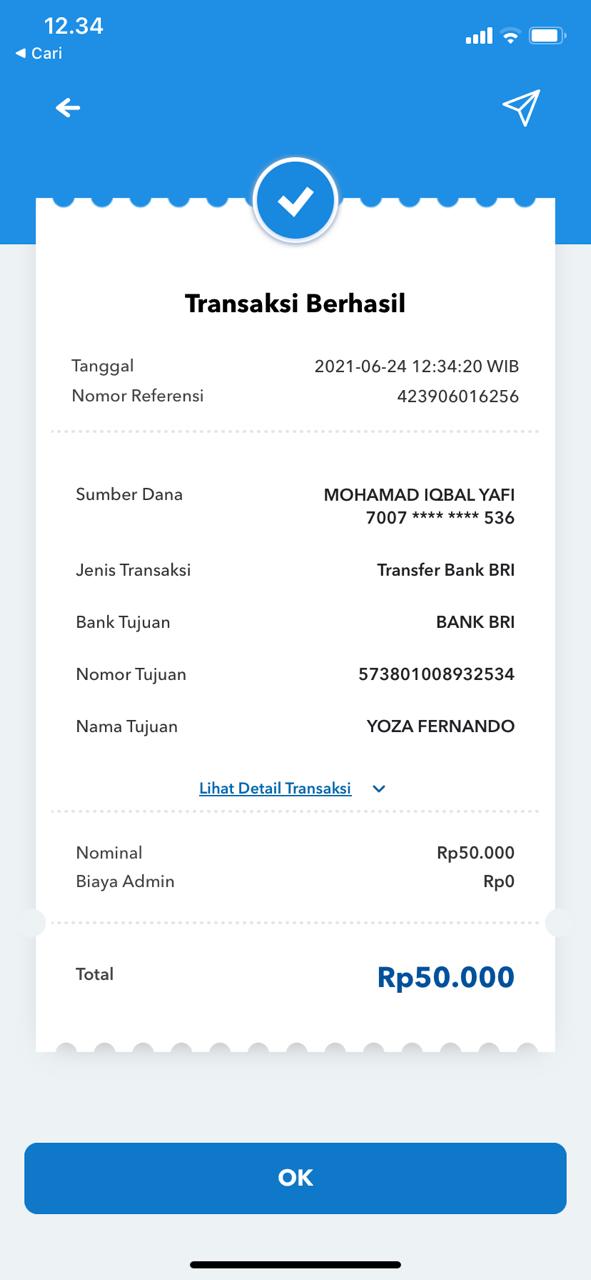 12.34
Cari
Transaksi Berhasil
Tanggal 2021-06-24 12:34:20 WIB
Nomor Referensi 423906016256
Sumber Dana MOHAMAD IQBAL YAFI
7007 **** **** 536
Jenis Transaksi Transfer Bank BRI
Bank Tujuan BANK BRI
Nomor Tujuan 573801008932534
Nama Tujuan YOZA FERNANDO
Lihat Detail Transaksi
Nominal Rp50.000
Biaya Admin Rp0
Total Rp50.000
OK